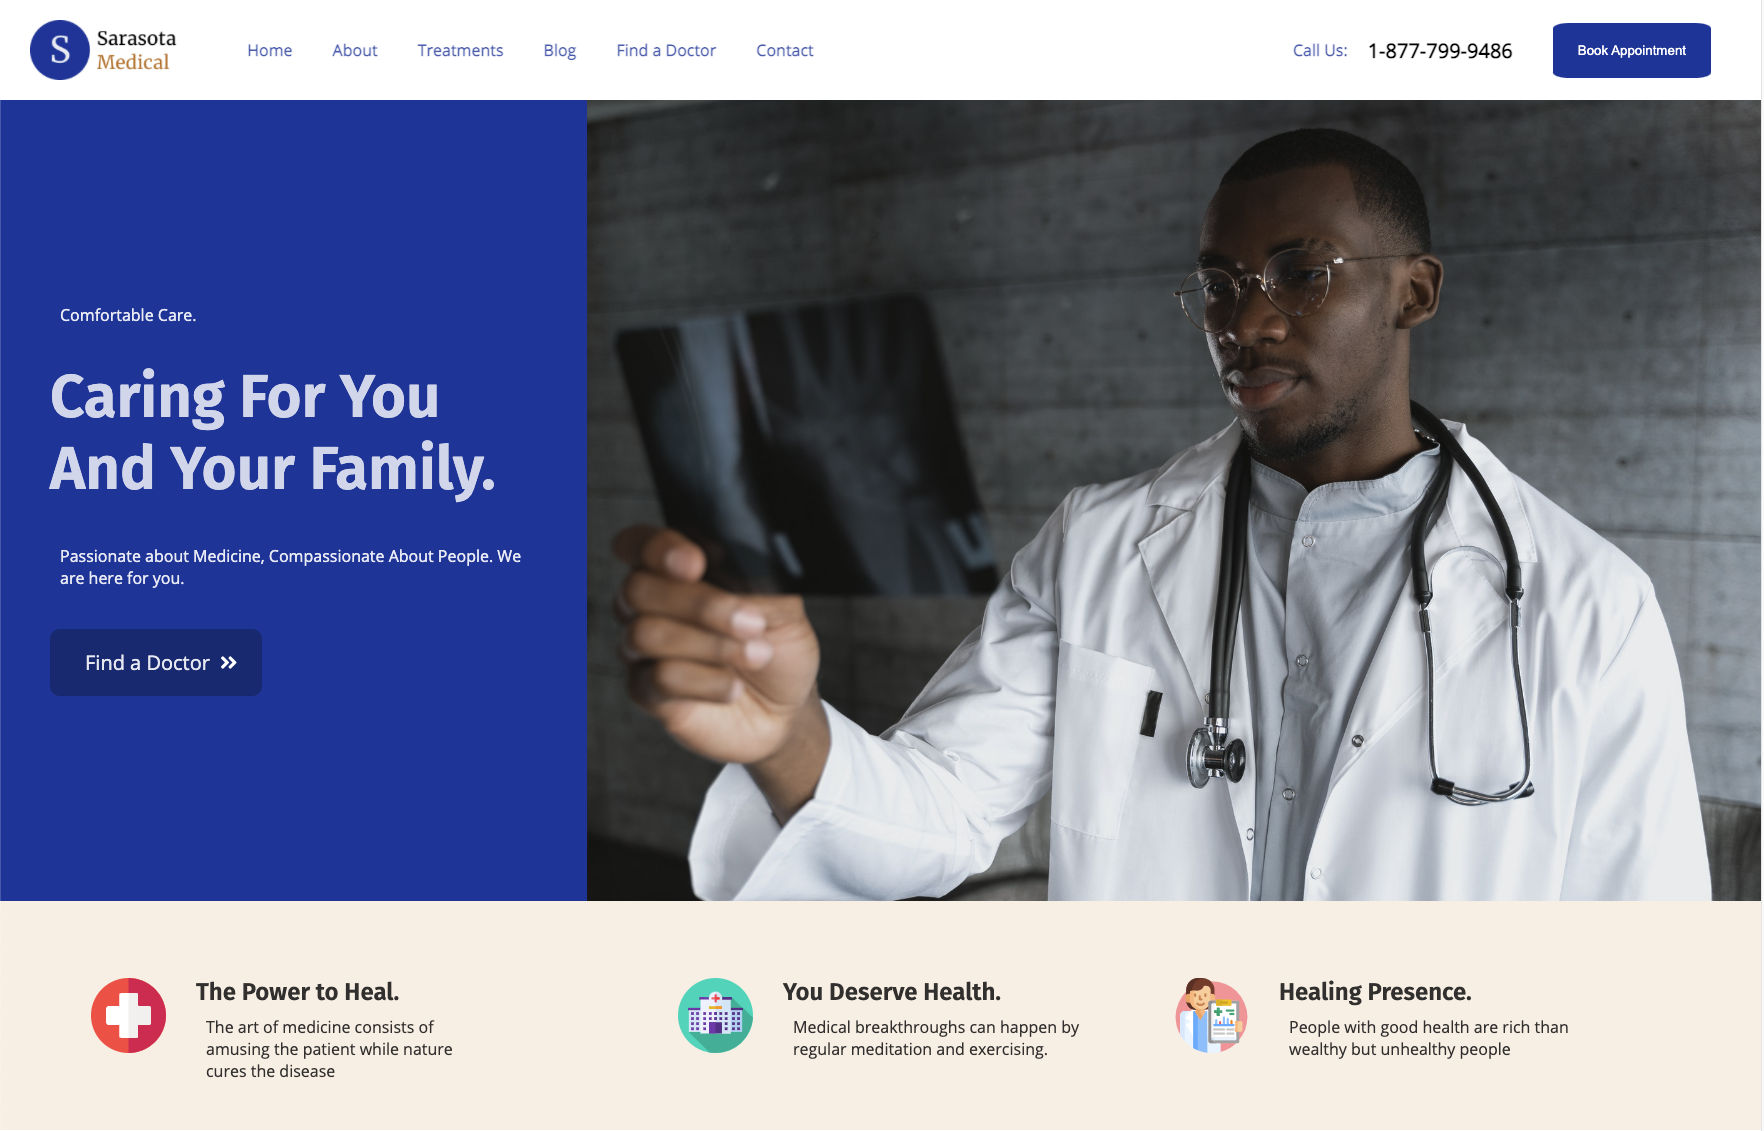 S
Sarasota
Medical
Home About Treatments Blog Find a Doctor Contact Call Us: 1-877-799-9486 Book Appointment
Comfortable Care.
Caring For You
And Your Family.
Passionate about Medicine, Compassionate About People. We
are here for you.
Find a Doctor »
The Power to Heal.
The art of medicine consists of
amusing the patient while nature
cures the disease
You Deserve Health.
Medical breakthroughs can happen by
regular meditation and exercising.
Healing Presence.
People with good health are rich than
wealthy but unhealthy people